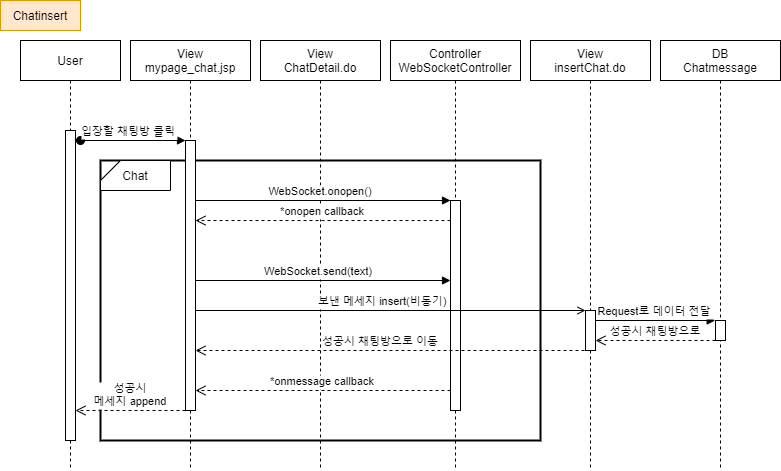 Chatinsert
User
View
mypage_chat.jsp
View
ChatDetail.do
Controller
WebSocketController
View
insertChat.do
DB
Chatmessage
입장할 채팅방 클릭
Chat
WebSocket.onopen()
*onopen callback
WebSocket.send(text)
보낸 메세지 insert(비동기)
Request로 데이터 전달
성공시 채팅방으로
성공시 채팅방으로 이동
*onmessage callback
성공시
메세지 append